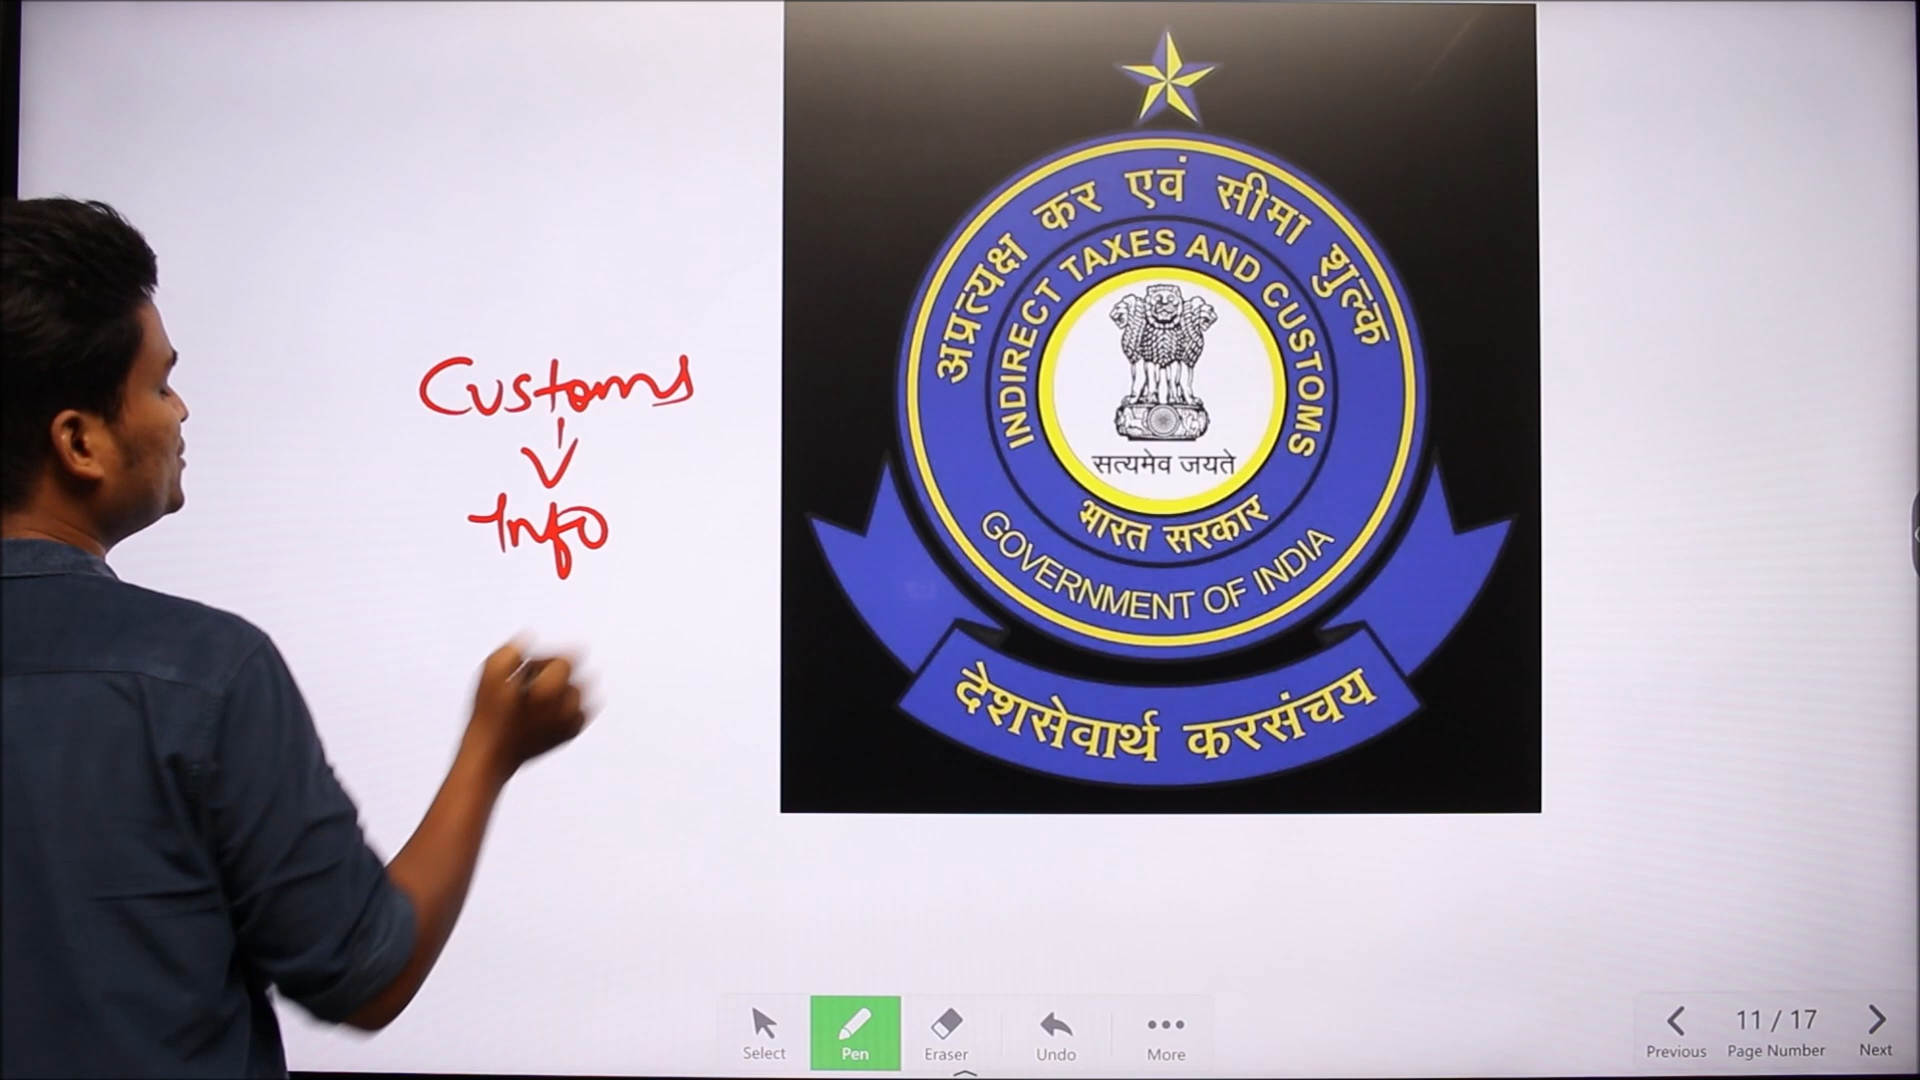 Customs
Info
अप्रत्यक्ष कर एवं सीमा शुल्क
INDIRECT TAXES AND CUSTOMS
सत्यमेव जयते
भारत सरकार
GOVERNMENT OF INDIA
देशसेवार्थ करसंचय
Select
Pen
Eraser
Undo
More
Previous
11 / 17
Page Number
Next